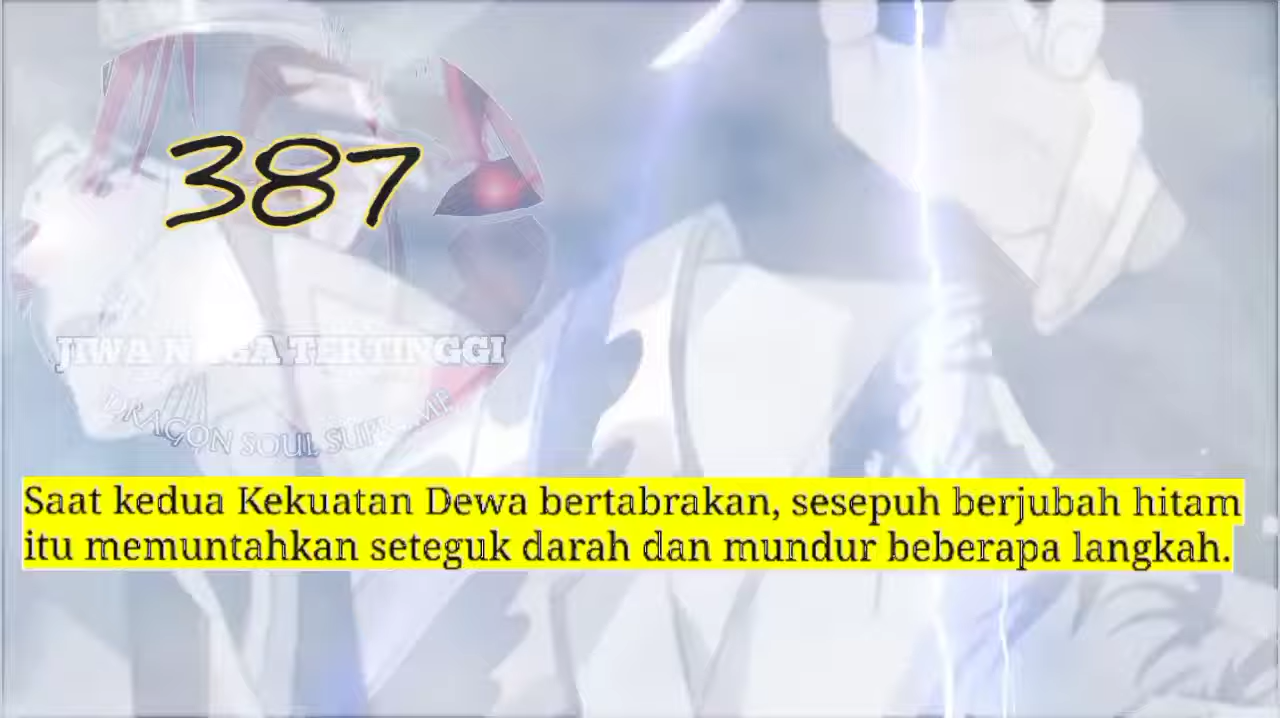 387
JIWA NAGA TERTINGGI
DRAGON SOUL SUPREME
Saat kedua Kekuatan Dewa bertabrakan, sesepuh berjubah hitam
itu memuntahkan seteguk darah dan mundur beberapa langkah.